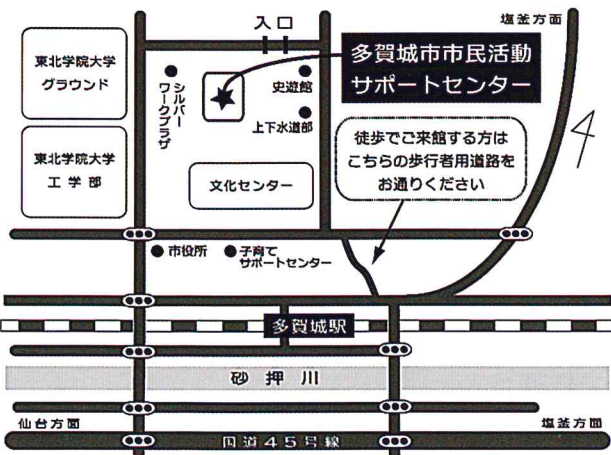 入口
塩釜方面
東北学院大学
グラウンド
シルバー
ワークプラザ
史遊館
上下水道部
多賀城市市民活動
サポートセンター
東北学院大学
工学部
文化センター
徒歩でご来館する方は
こちらの歩行者用道路を
お通りください
市役所
子育て
サポートセンター
多賀城駅
砂押川
仙台方面
塩釜方面
国道45号線